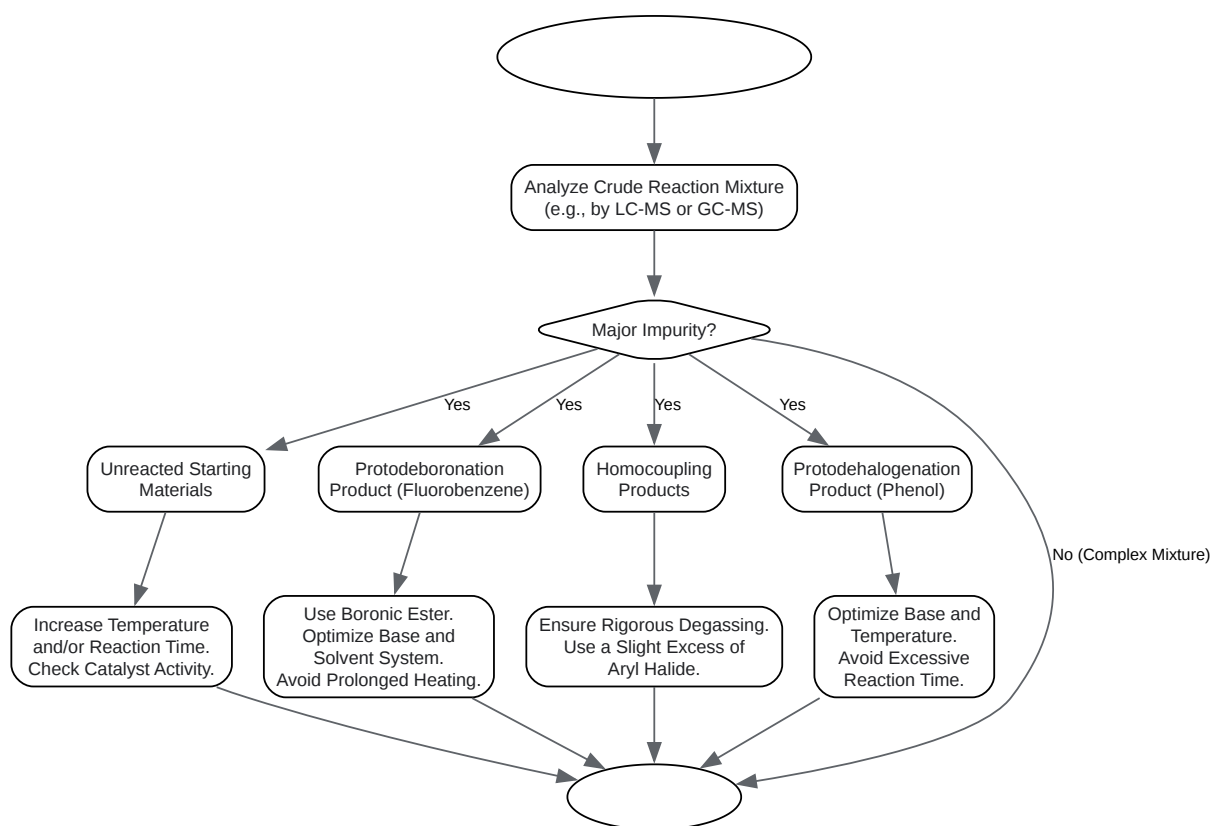 Analyze Crude Reaction Mixture
(e.g., by LC-MS or GC-MS)
Major Impurity?
Yes
Yes
Yes
Yes
Unreacted Starting
Materials
Protodeboronation
Product (Fluorobenzene)
Homocoupling
Products
Protodehalogenation
Product (Phenol)
No (Complex Mixture)
Increase Temperature
and/or Reaction Time.
Check Catalyst Activity.
Use Boronic Ester.
Optimize Base and
Solvent System.
Avoid Prolonged Heating.
Ensure Rigorous Degassing.
Use a Slight Excess of
Aryl Halide.
Optimize Base and
Temperature.
Avoid Excessive
Reaction Time.